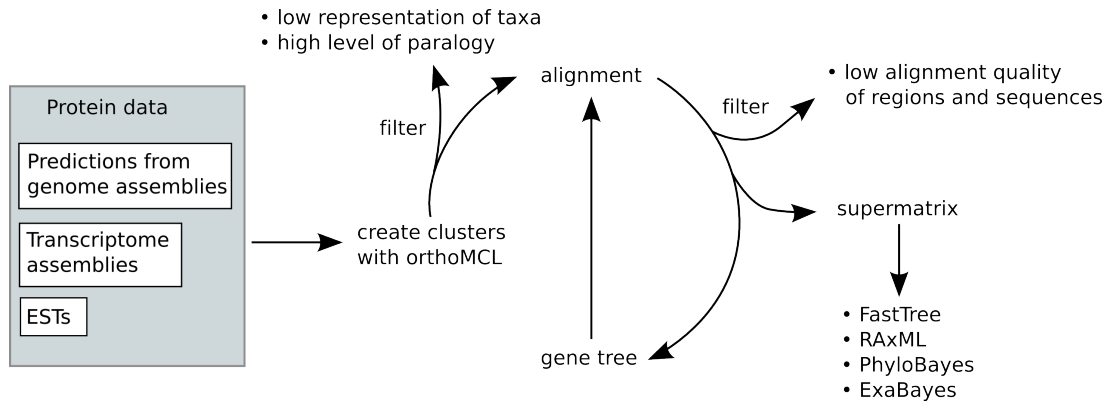 • low representation of taxa
• high level of paralogy
Protein data
Predictions from
genome assemblies
Transcriptome
assemblies
ESTs
filter
create clusters
with orthoMCL
alignment
gene tree
filter
• low alignment quality
of regions and sequences
supermatrix
• FastTree
• RAxML
• PhyloBayes
• ExaBayes